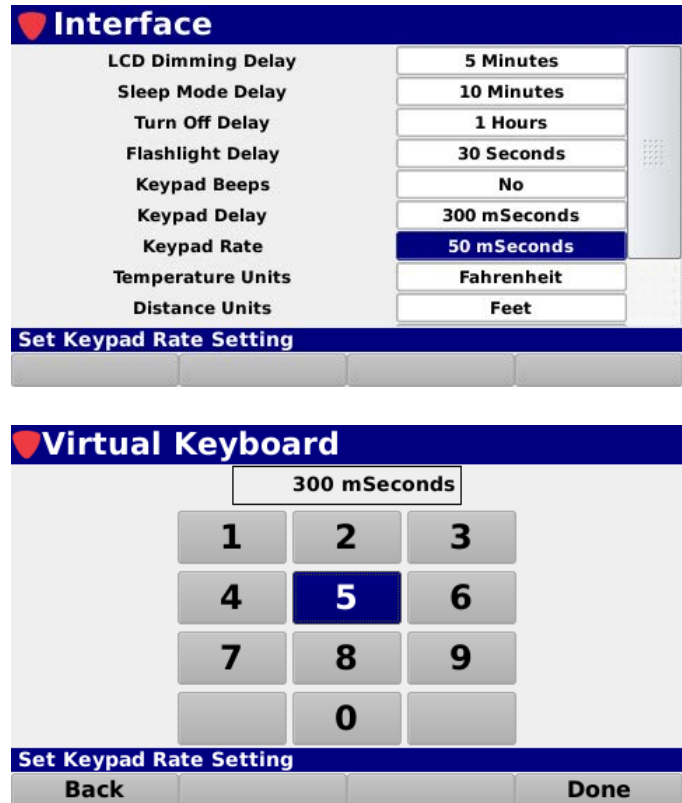 Interface
LCD Dimming Delay 5 Minutes
Sleep Mode Delay 10 Minutes
Turn Off Delay 1 Hours
Flashlight Delay 30 Seconds
Keypad Beeps No
Keypad Delay 300 mSeconds
Keypad Rate 50 mSeconds
Temperature Units Fahrenheit
Distance Units Feet
Set Keypad Rate Setting
Virtual Keyboard
300 mSeconds
1 2 3
4 5 6
7 8 9
0
Set Keypad Rate Setting
Back Done